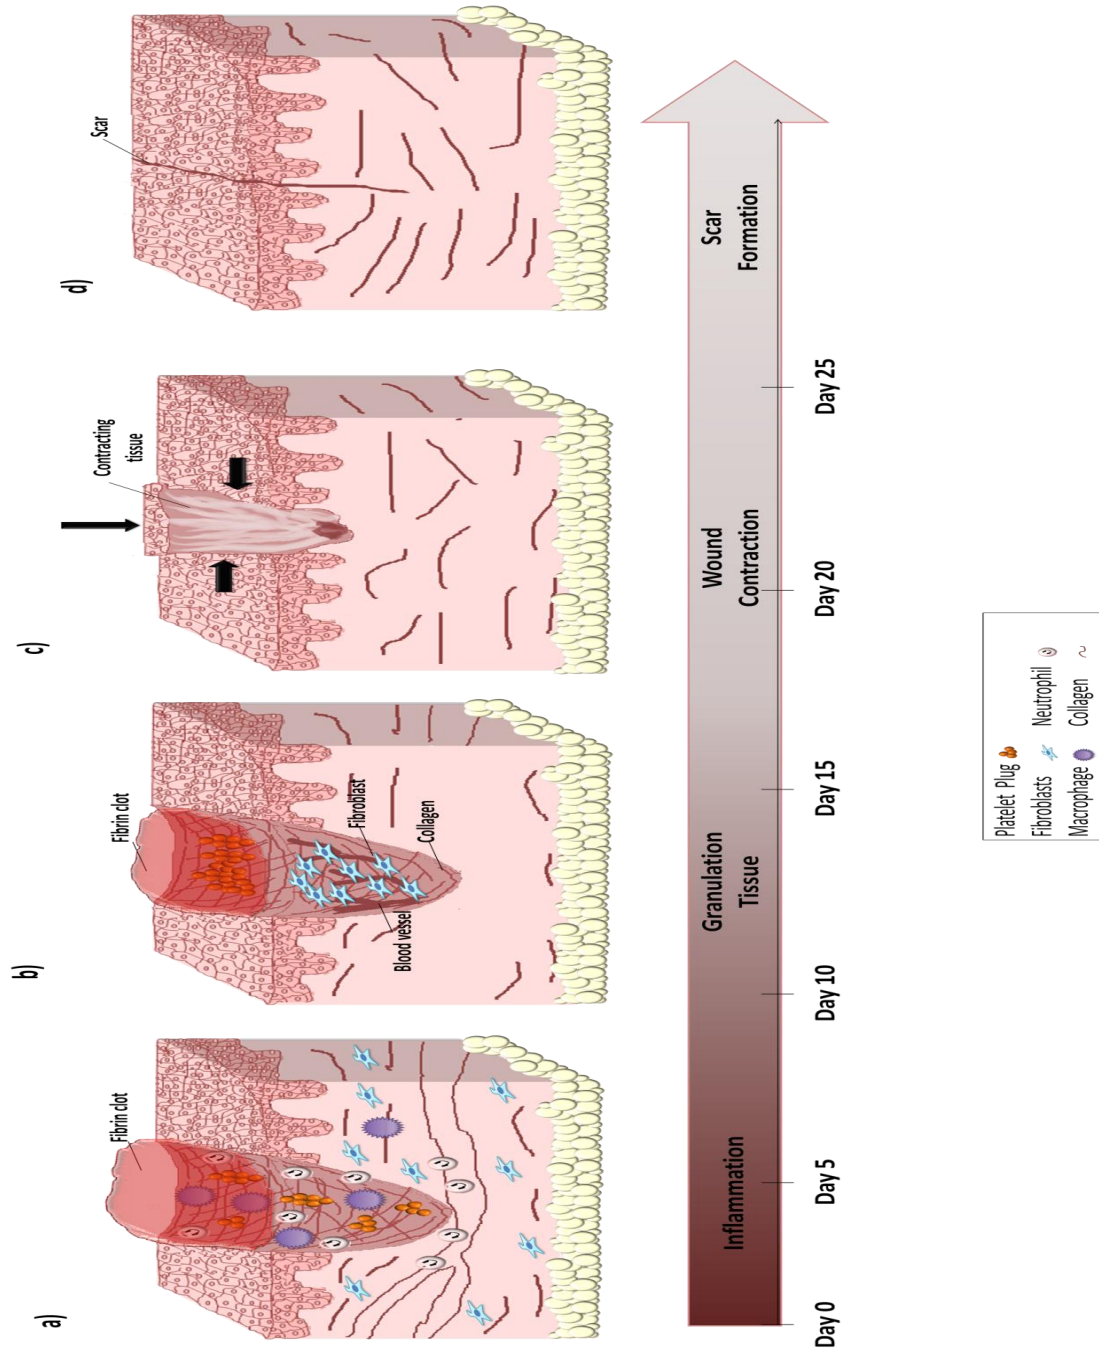 a)
b)
c)
d)
Fibrin clot
Fibrin clot
Fibroblast
Collagen
Blood vessel
Contracting
tissue
Scar
Inflammation
Granulation
Tissue
Wound
Contraction
Scar
Formation
Day 0
Day 5
Day 10
Day 15
Day 20
Day 25
Platelet Plug
Fibroblasts Neutrophil
Macrophage Collagen